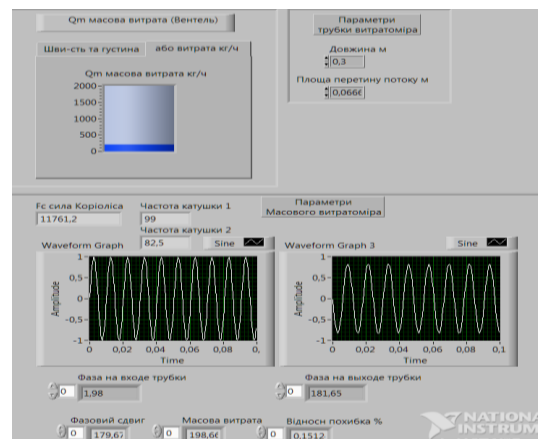 Qm масова витрата (Вентель)
Шви-сть та густина
або витрата кг/ч
Qm масова витрата кг/ч
2000
1500
1000
500
0
Параметри
трубки витратоміра
Довжина м
0,3
Площа перетину потоку м
0,066
Fc сила Коріоліса
11761,2
Частота катушки 1
99
Частота катушки 2
82,5
Параметри
Масового витратоміра
Waveform Graph
Sine
Amplitude
1
0,5
0
-0,5
-1
0 0,02 0,04 0,06 0,08 0,
Time
Waveform Graph 3
Sine
Amplitude
1
0,5
0
-0,5
-1
0 0,02 0,04 0,06 0,08 0,1
Time
Фаза на входе трубки
0 1,98
Фаза на выходе трубки
0 181,65
Фазовий сдвиг
0 179,67
Масова витрата
0 198,66
Відносн похибка %
0 0,1512
NATIONA
INSTRUM